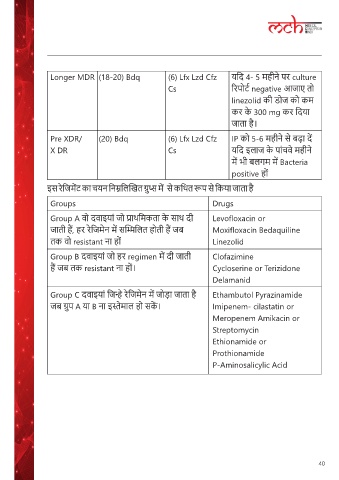 mch
Longer MDR (18-20) Bdq (6) Lfx Lzd Cfz यदि 4- 5 महीने पर culture
Cs रिपोर्ट negative आजाए तो
linezolid की डोज को कम
कर के 300 mg कर दिया
जाता है।
Pre XDR/ (20) Bdq (6) Lfx Lzd Cfz IP को 5-6 महीने से बढ़ा दें
X DR Cs यदि इलाज के पांचवे महीने
में भी बलगम में Bacteria
positive हों
इस रेजिमेंट का चयन निम्नलिखित ग्रुप्स में से कथित रूप से किया जाता है
Groups Drugs
Group A वो दवाइयां जो प्राथमिकता के साथ दी Levofloxacin or
जाती हैं, हर रेजिमेन में सम्मिलित होती हैं जब Moxifloxacin Bedaquiline
तक वो resistant ना हों Linezolid
Group B दवाइयां जो हर regimen में दी जाती Clofazimine
हैं जब तक resistant ना हों। Cycloserine or Terizidone
Delamanid
Group C दवाइयां जिन्हे रेजिमेन में जोड़ा जाता है Ethambutol Pyrazinamide
जब ग्रुप A या B ना इस्तेमाल हो सके। Imipenem- cilastatin or
Meropenem Amikacin or
Streptomycin
Ethionamide or
Prothionamide
P-Aminosalicylic Acid
40